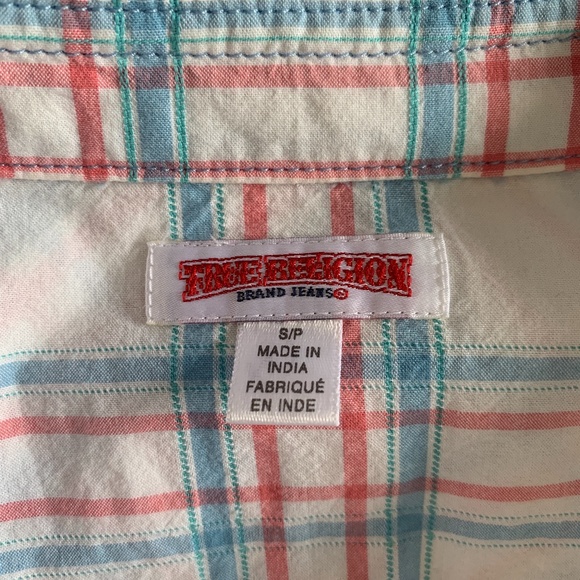 TRUE RELIGION
BRAND JEANS
S/P
MADE IN
INDIA
FABRIQUÉ
EN INDE